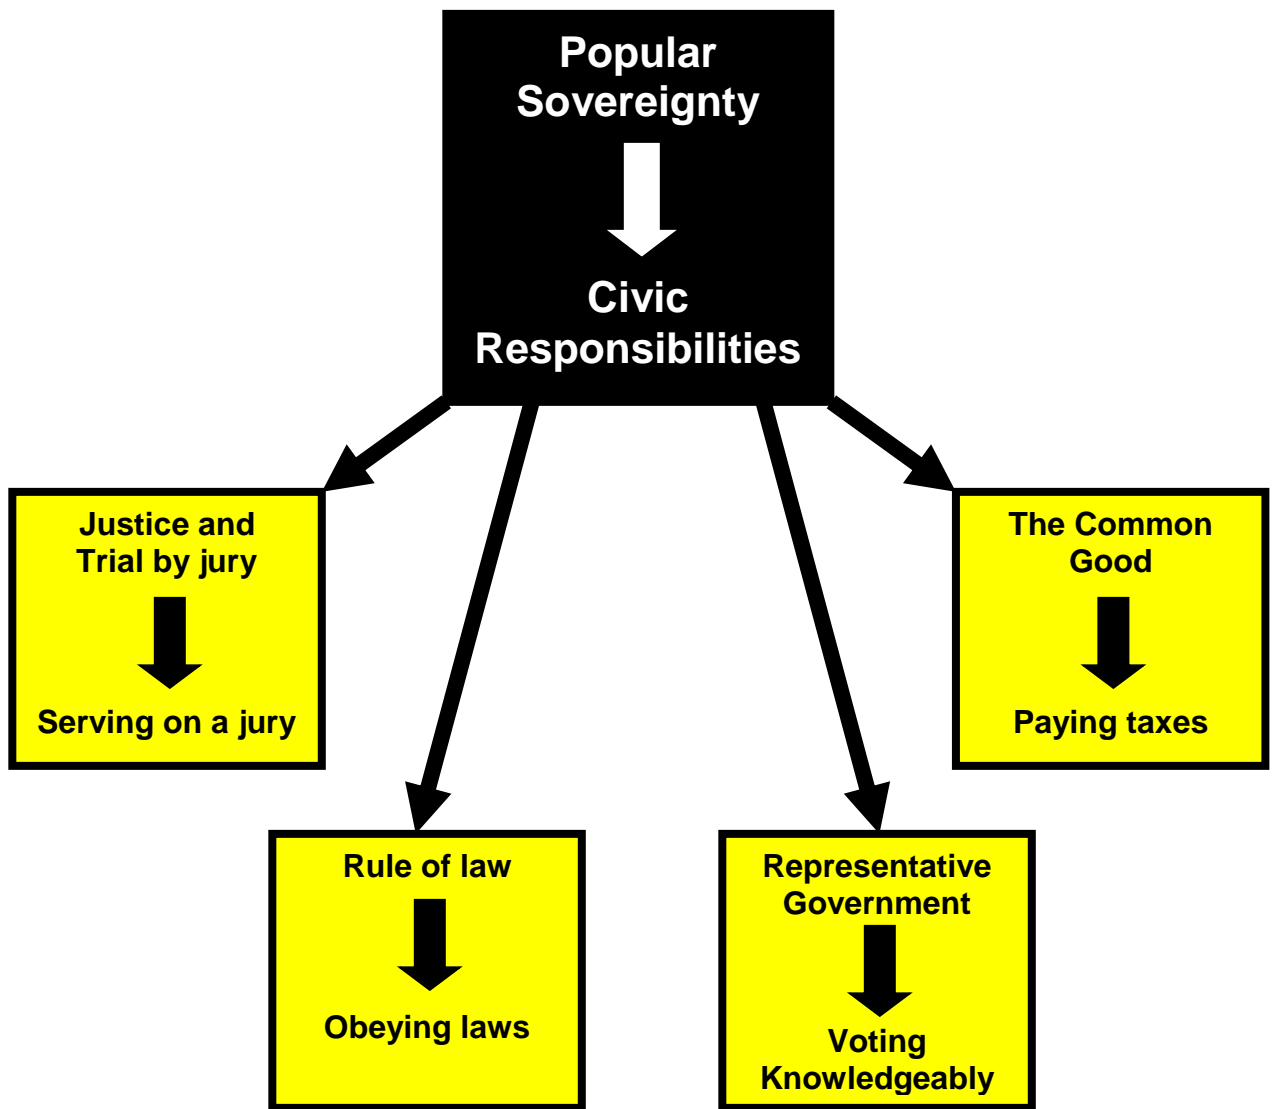 Popular
Sovereignty
Civic
Responsibilities
Justice and
Trial by jury
Serving on a jury
The Common
Good
Paying taxes
Rule of law
Obeying laws
Representative
Government
Voting
Knowledgeably